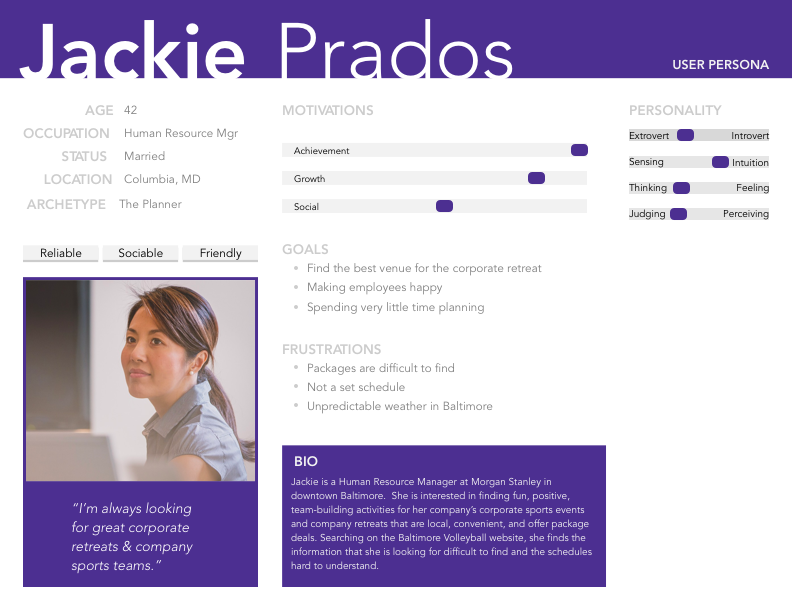 Jackie Prados
USER PERSONA
AGE 42
OCCUPATION Human Resource Mgr
STATUS Married
LOCATION Columbia, MD
ARCHETYPE The Planner
Reliable Sociable Friendly
“I’m always looking
for great corporate
retreats & company
sports teams.”
MOTIVATIONS
Achievement
Growth
Social
GOALS
• Find the best venue for the corporate retreat
• Making employees happy
• Spending very little time planning
FRUSTRATIONS
• Packages are difficult to find
• Not a set schedule
• Unpredictable weather in Baltimore
BIO
Jackie is a Human Resource Manager at Morgan Stanley in
downtown Baltimore. She is interested in finding fun, positive,
team-building activities for her company’s corporate sports events
and company retreats that are local, convenient, and offer package
deals. Searching on the Baltimore Volleyball website, she finds the
information that she is looking for difficult to find and the schedules
hard to understand.
PERSONALITY
Extrovert Introvert
Sensing Intuition
Thinking Feeling
Judging Perceiving